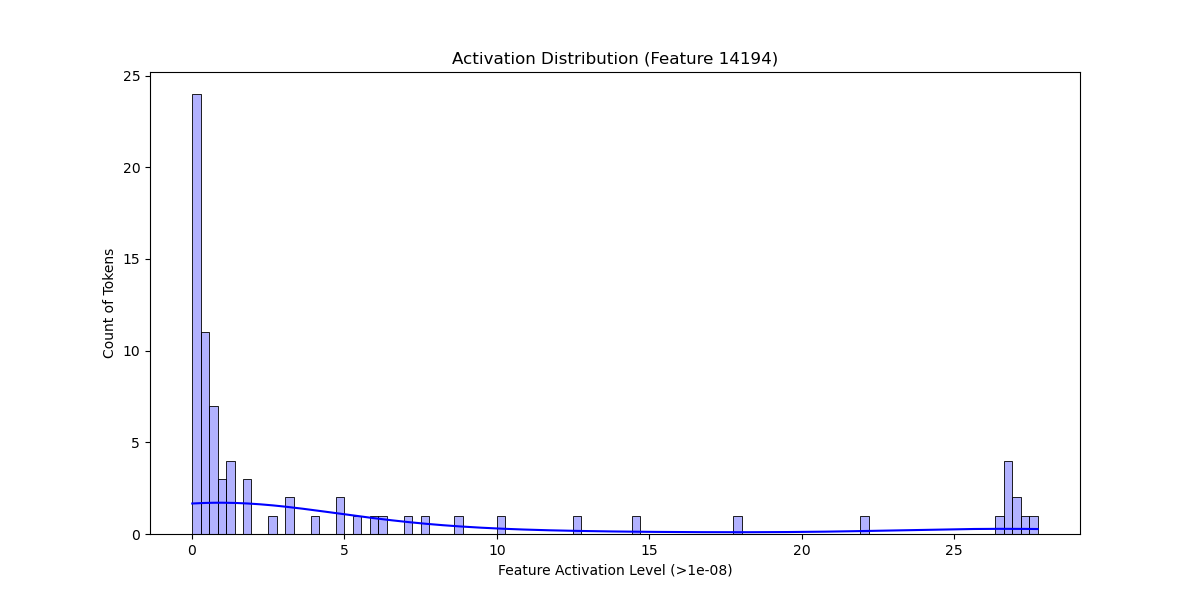 Activation Distribution (Feature 14194)
25
20
15
10
5
0
Count of Tokens
0 5 10 15 20 25
Feature Activation Level (>1e-08)